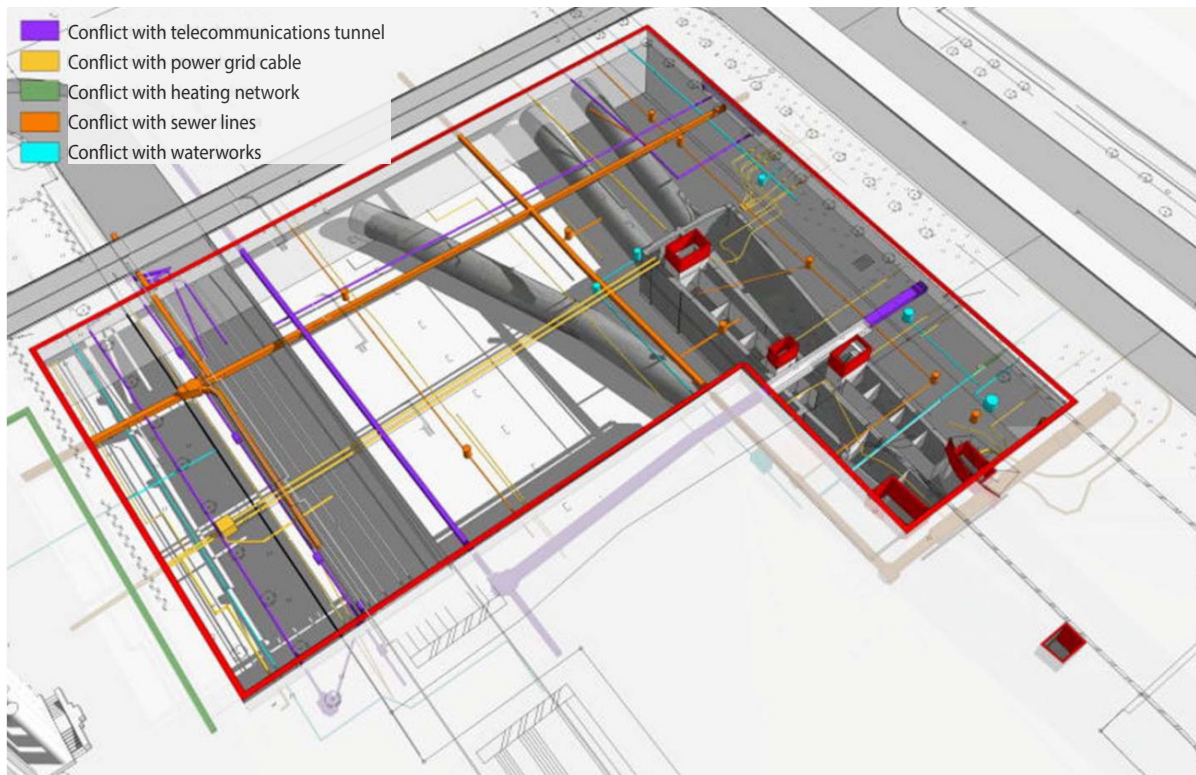 Conflict with telecommunications tunnel
Conflict with power grid cable
Conflict with heating network
Conflict with sewer lines
Conflict with waterworks